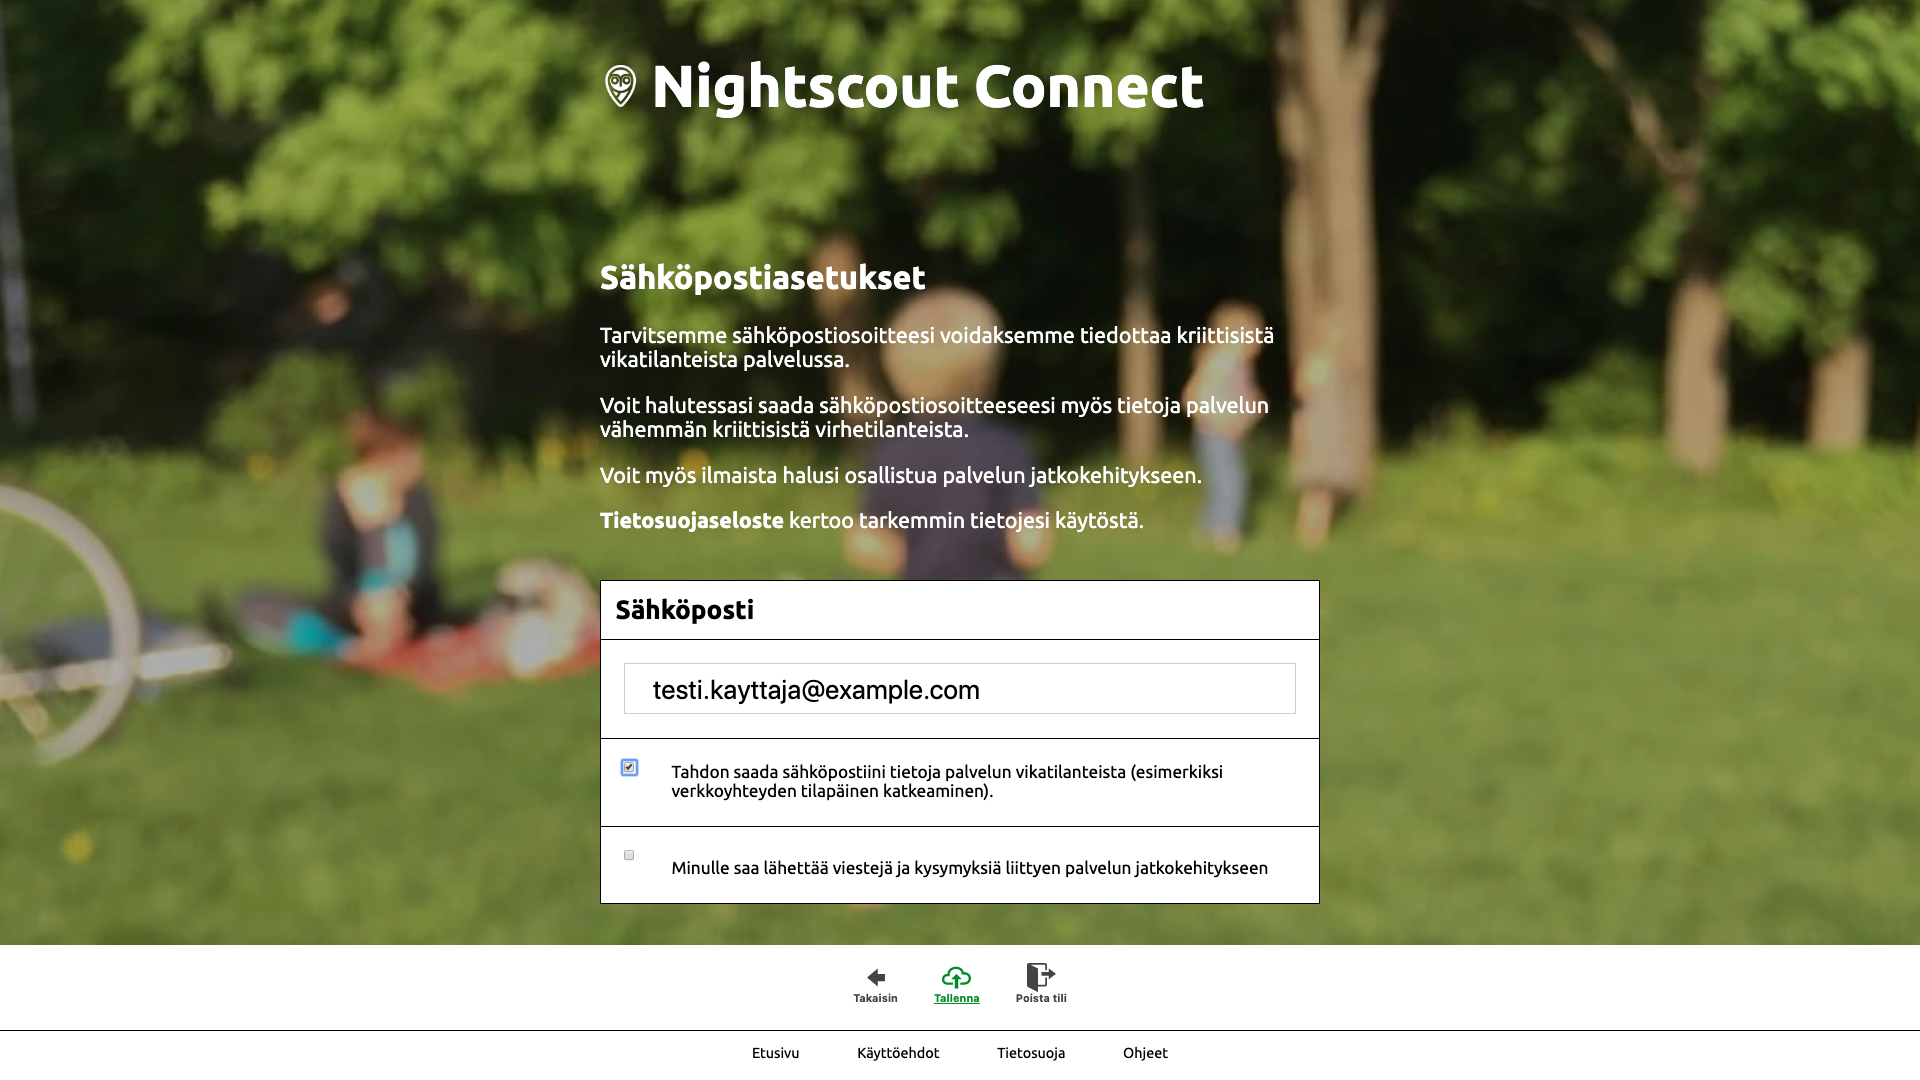 Nightscout Connect
Sähköpostiasetukset
Tarvitsemme sähköpostiosoitteesi voidaksemme tiedottaa kriittisistä
vikatilanteista palvelussa.
Voit halutessasi saada sähköpostiosoitteeseesi myös tietoja palvelun
vähemmän kriittisistä virhetilanteista.
Voit myös ilmaista halusi osallistua palvelun jatkokehitykseen.
Tietosuojaseloste kertoo tarkemmin tietojesi käytöstä.
Sähköposti
testi.kayttaja@example.com
Tahdon saada sähköpostiini tietoja palvelun vikatilanteista (esimerkiksi
verkkoyhteyden tilapäinen katkeaminen).
Minulle saa lähettää viestejä ja kysymyksiä liittyen palvelun jatkokehitykseen
Takaisin Tallenna Poista tili
Etusivu Käyttöehdot Tietosuoja Ohjeet